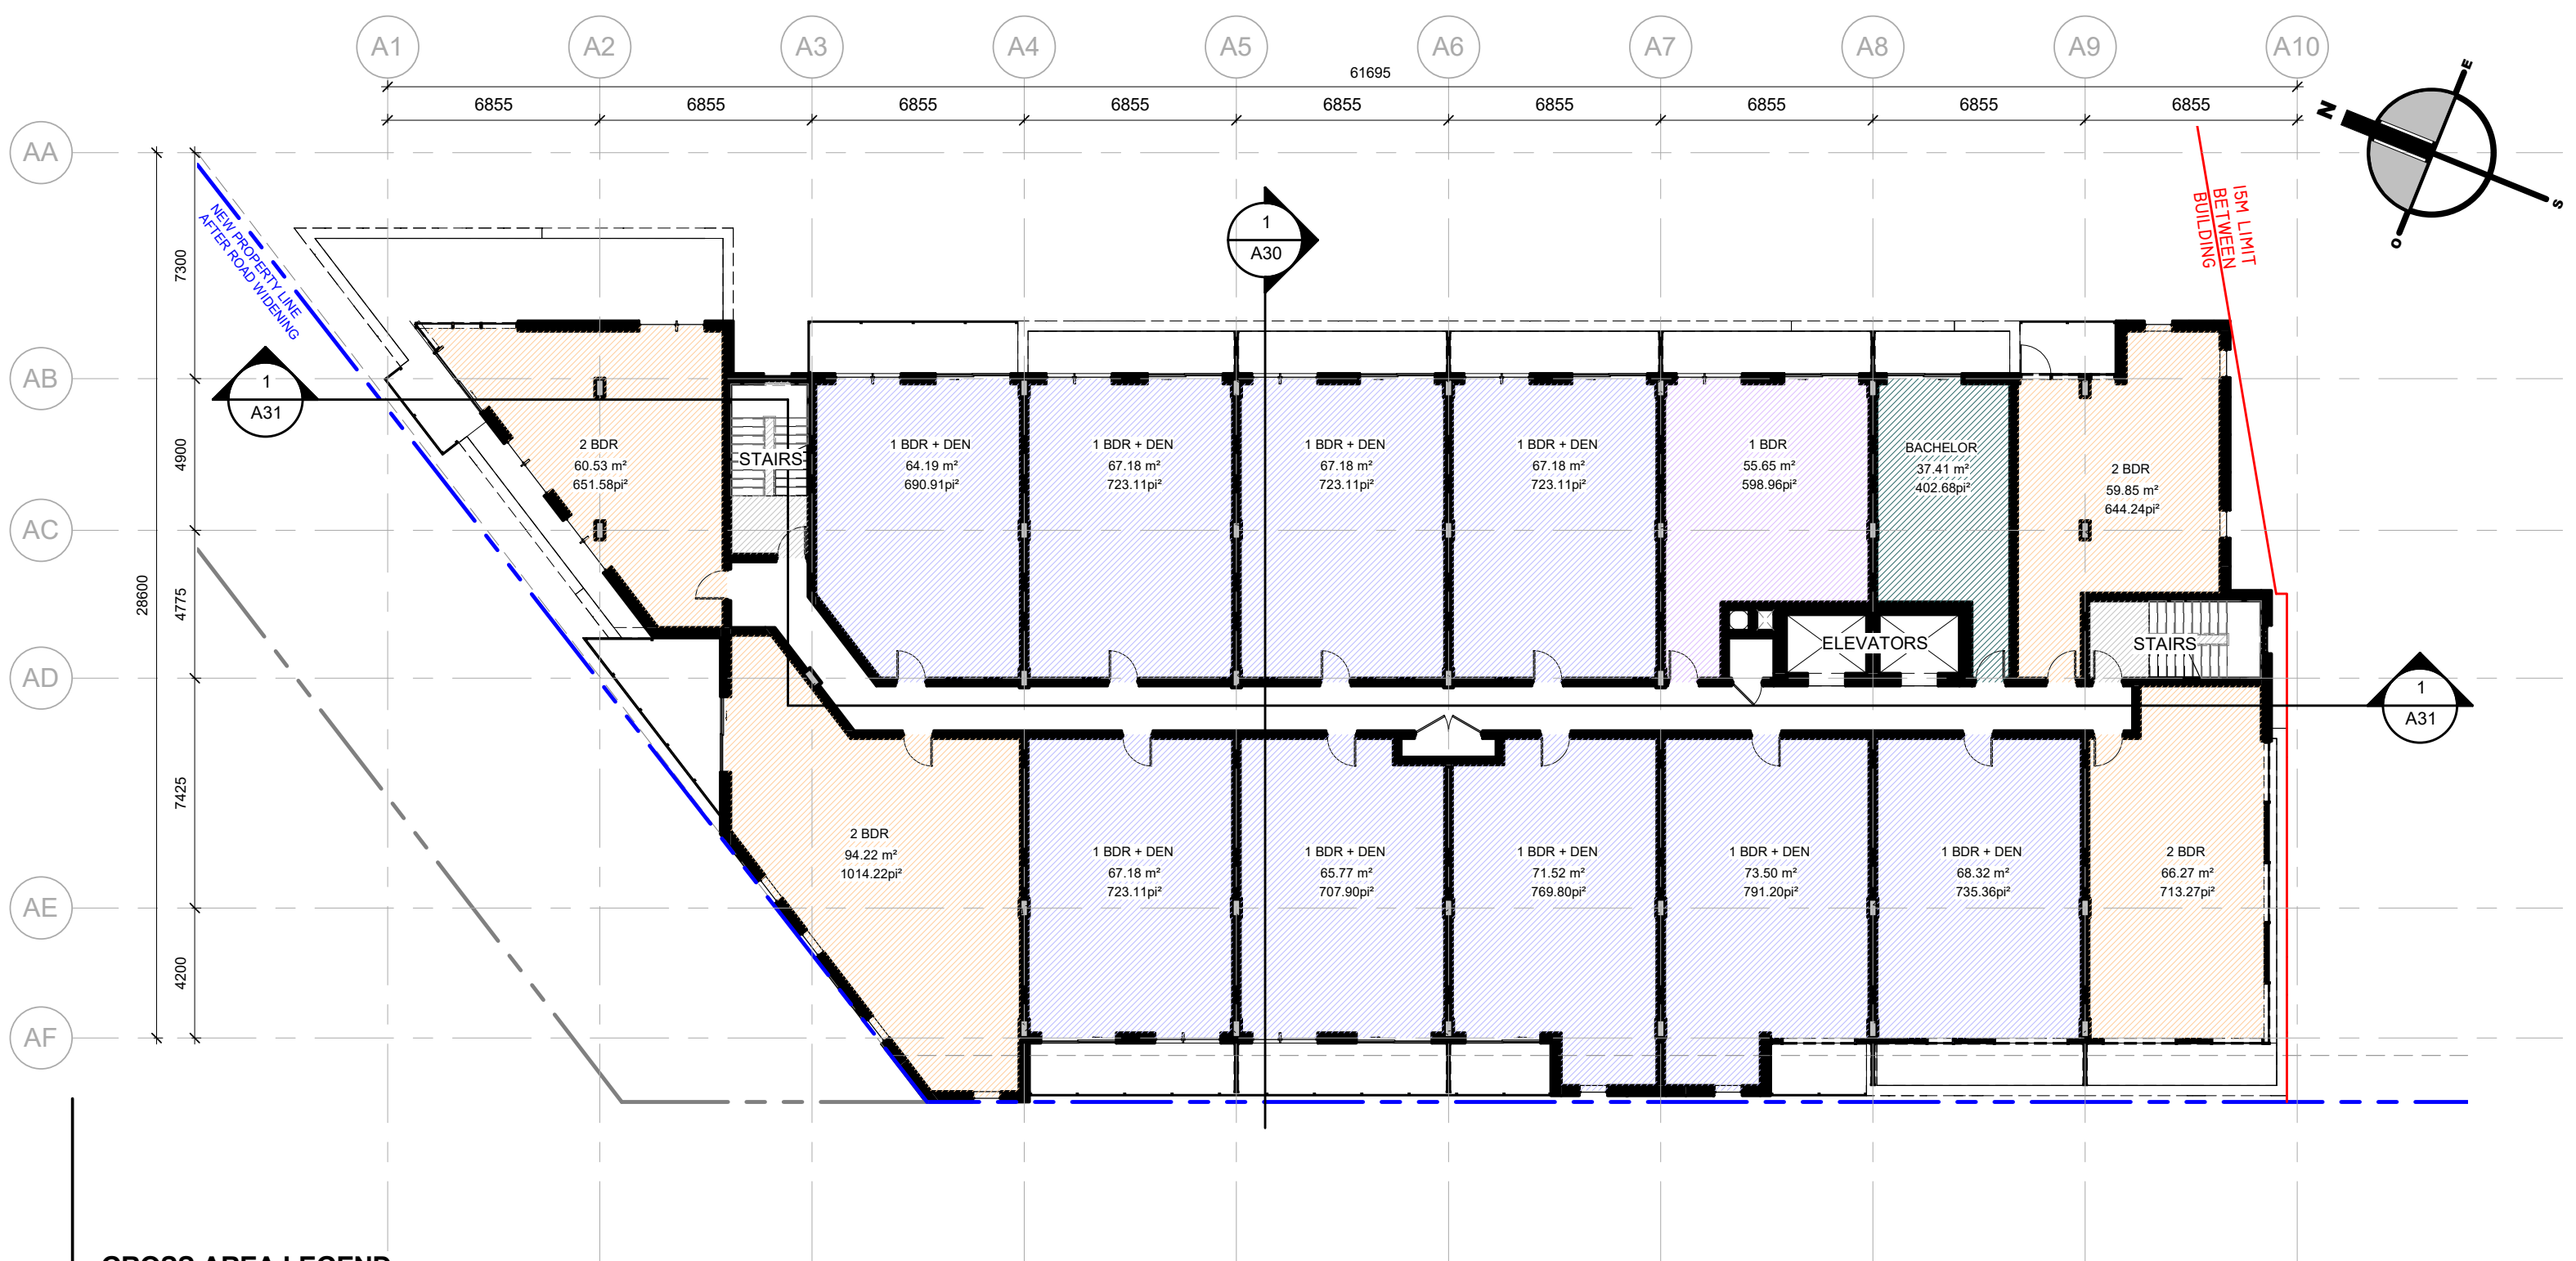 A1 A2 A3 A4 A5 A6 A7 A8 A9 A10
61695
6855 6855 6855 6855 6855 6855 6855 6855 6855
N
E
S
O
AA
AB
AC
AD
AE
AF
28600
7300
4900
4775
7425
4200
NEW PROPERTY LINE
AFTER ROAD WIDENING
15M LIMIT
BETWEEN
BUILDING
1
A30
1
A31
1
A31
2 BDR
60.53 m²
651.58pi²
STAIRS
1 BDR + DEN
64.19 m²
690.91pi²
1 BDR + DEN
67.18 m²
723.11pi²
1 BDR + DEN
67.18 m²
723.11pi²
1 BDR + DEN
67.18 m²
723.11pi²
1 BDR
55.65 m²
598.96pi²
BACHELOR
37.41 m²
402.68pi²
2 BDR
59.85 m²
644.24pi²
ELEVATORS
STAIRS
2 BDR
94.22 m²
1014.22pi²
1 BDR + DEN
67.18 m²
723.11pi²
1 BDR + DEN
65.77 m²
707.90pi²
1 BDR + DEN
71.52 m²
769.80pi²
1 BDR + DEN
73.50 m²
791.20pi²
1 BDR + DEN
68.32 m²
735.36pi²
2 BDR
66.27 m²
713.27pi²
GROSS AREA LEGEND